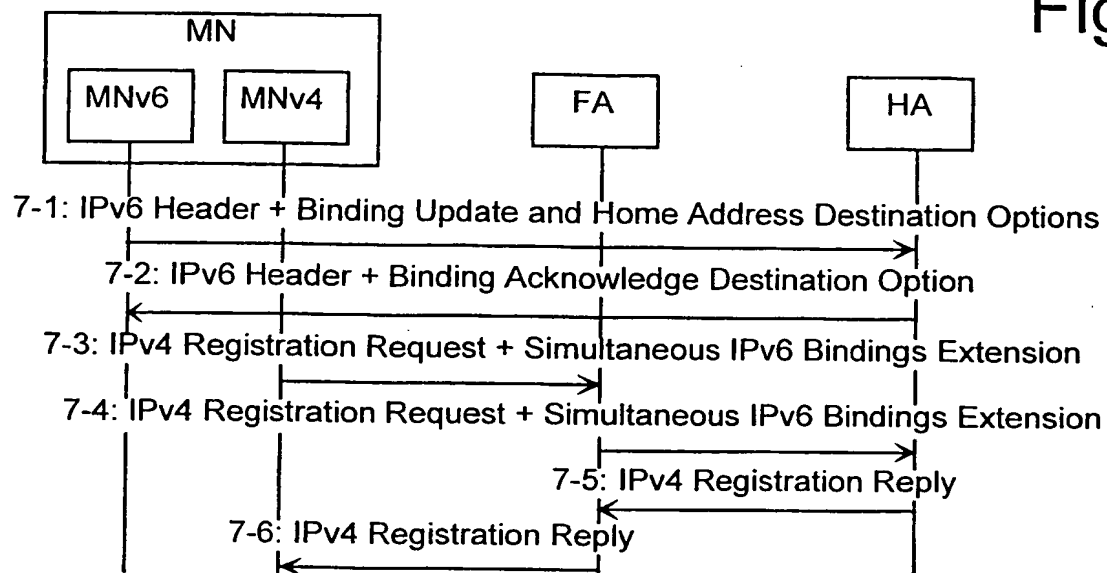 Fig
MN
MNv6 MNv4 FA HA
7-1: IPv6 Header + Binding Update and Home Address Destination Options
7-2: IPv6 Header + Binding Acknowledge Destination Option
7-3: IPv4 Registration Request + Simultaneous IPv6 Bindings Extension
7-4: IPv4 Registration Request + Simultaneous IPv6 Bindings Extension
7-5: IPv4 Registration Reply
7-6: IPv4 Registration Reply